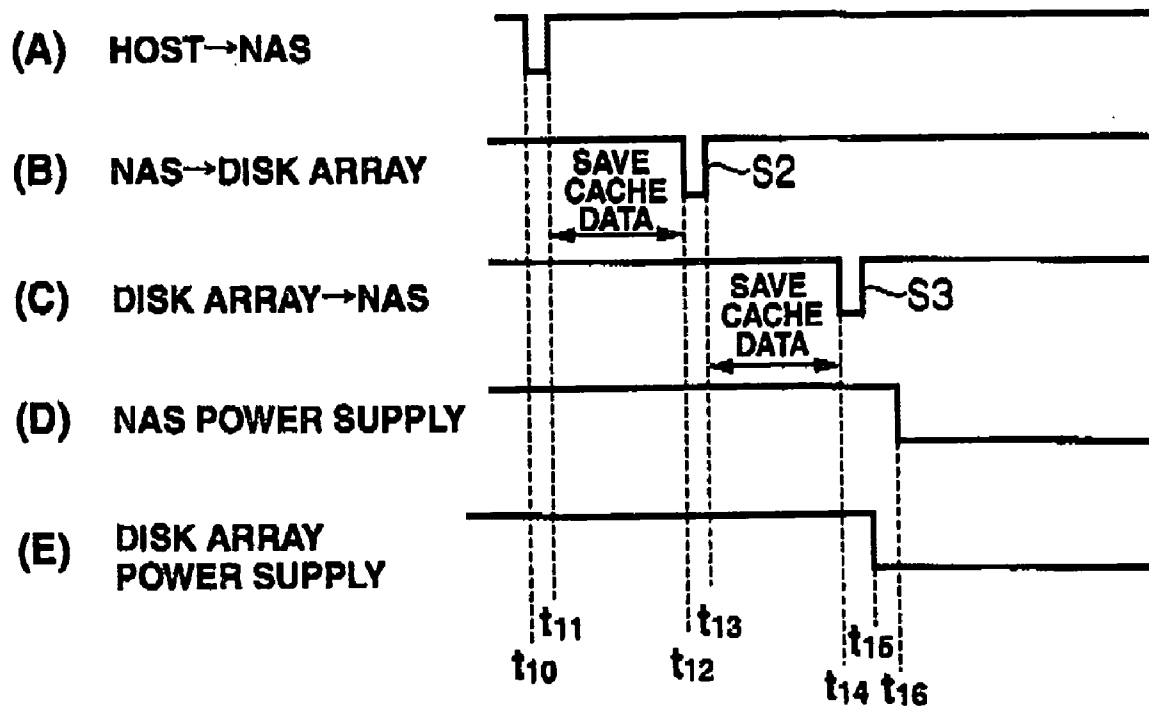 (A) HOST→NAS
(B) NAS→DISK ARRAY
SAVE
CACHE
DATA
S2
(C) DISK ARRAY→NAS
SAVE
CACHE
DATA
S3
(D) NAS POWER SUPPLY
(E) DISK ARRAY
POWER SUPPLY
t11
t13
t15
t10
t12
t14
t16